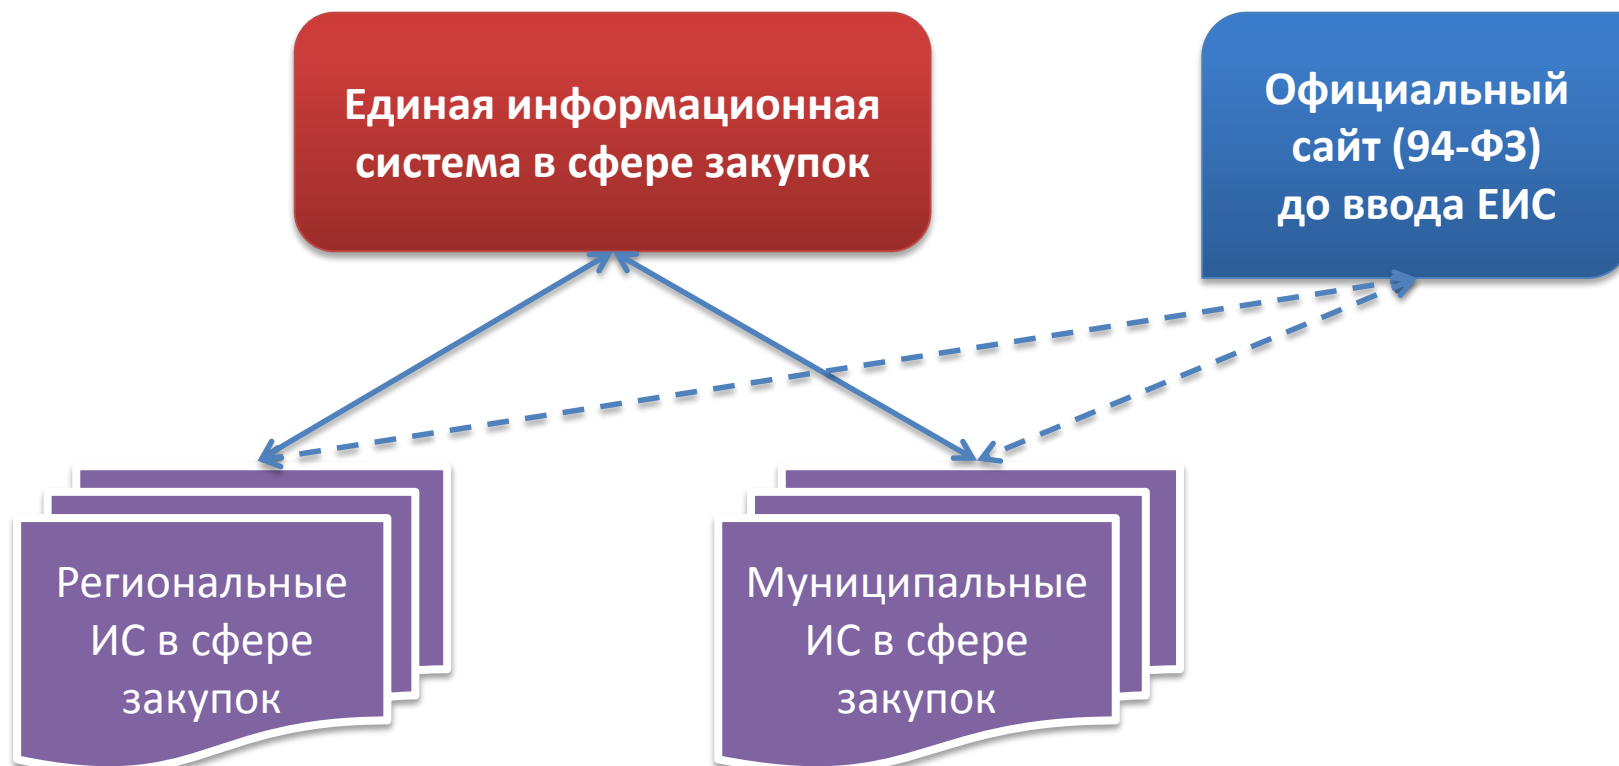 Единая информационная
система в сфере закупок
Официальный
сайт (94-ФЗ)
до ввода ЕИС
Региональные
ИС в сфере
закупок
Муниципальные
ИС в сфере
закупок